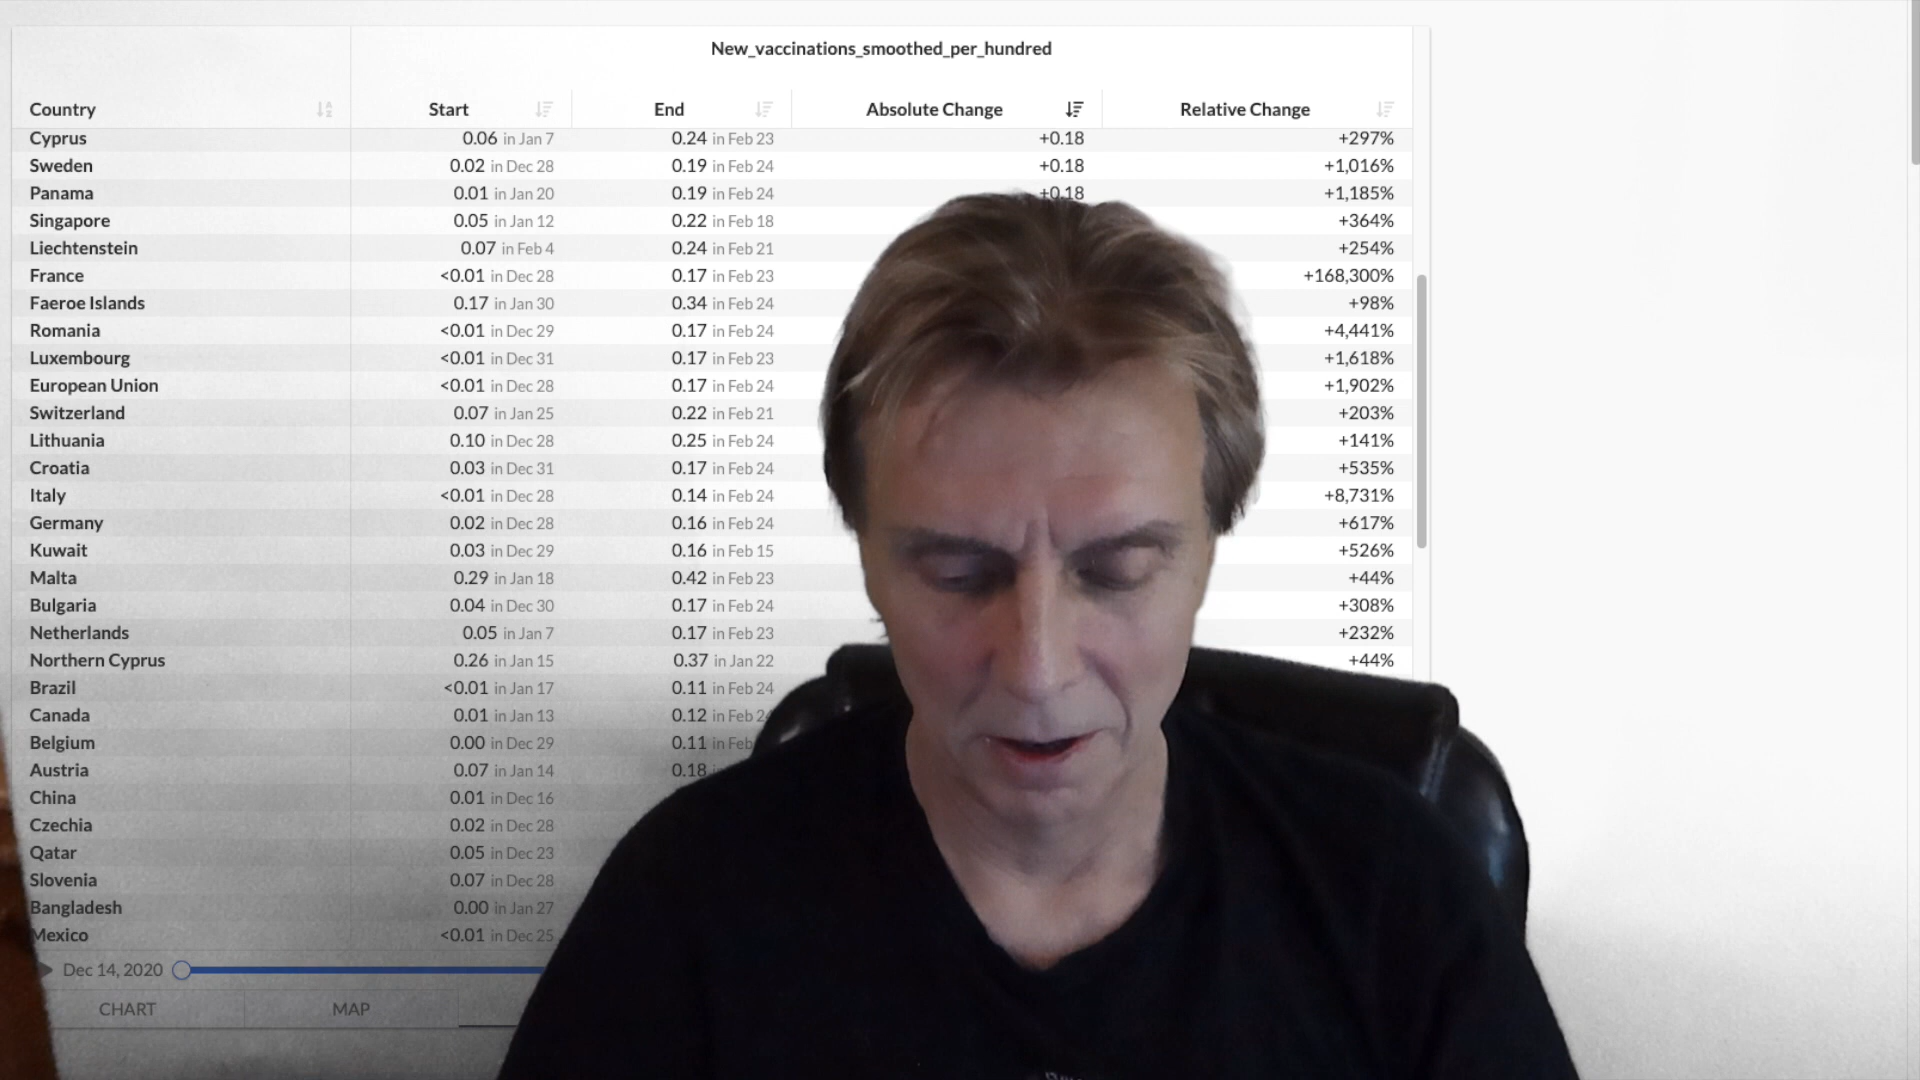 New_vaccinations_smoothed_per_hundred
Country Start End Absolute Change Relative Change
Cyprus 0.06 in Jan 7 0.24 in Feb 23 +0.18 +297%
Sweden 0.02 in Dec 28 0.19 in Feb 24 +0.18 +1,016%
Panama 0.01 in Jan 20 0.19 in Feb 24 +0.18 +1,185%
Singapore 0.05 in Jan 12 0.22 in Feb 18 +364%
Liechtenstein 0.07 in Feb 4 0.24 in Feb 21 +254%
France <0.01 in Dec 28 0.17 in Feb 23 +168,300%
Faeroe Islands 0.17 in Jan 30 0.34 in Feb 24 +98%
Romania <0.01 in Dec 29 0.17 in Feb 24 +4,441%
Luxembourg <0.01 in Dec 31 0.17 in Feb 23 +1,618%
European Union <0.01 in Dec 28 0.17 in Feb 24 +1,902%
Switzerland 0.07 in Jan 25 0.22 in Feb 21 +203%
Lithuania 0.10 in Dec 28 0.25 in Feb 24 +141%
Croatia 0.03 in Dec 31 0.17 in Feb 24 +535%
Italy <0.01 in Dec 28 0.14 in Feb 24 +8,731%
Germany 0.02 in Dec 28 0.16 in Feb 24 +617%
Kuwait 0.03 in Dec 29 0.16 in Feb 15 +526%
Malta 0.29 in Jan 18 0.42 in Feb 23 +44%
Bulgaria 0.04 in Dec 30 0.17 in Feb 24 +308%
Netherlands 0.05 in Jan 7 0.17 in Feb 23 +232%
Northern Cyprus 0.26 in Jan 15 0.37 in Jan 22 +44%
Brazil <0.01 in Jan 17 0.11 in Feb 24
Canada 0.01 in Jan 13 0.12 in Feb
Belgium 0.00 in Dec 29 0.11 in Feb
Austria 0.07 in Jan 14 0.18
China 0.01 in Dec 16
Czechia 0.02 in Dec 28
Qatar 0.05 in Dec 23
Slovenia 0.07 in Dec 28
Bangladesh 0.00 in Jan 27
Mexico <0.01 in Dec 25
Dec 14, 2020
CHART MAP